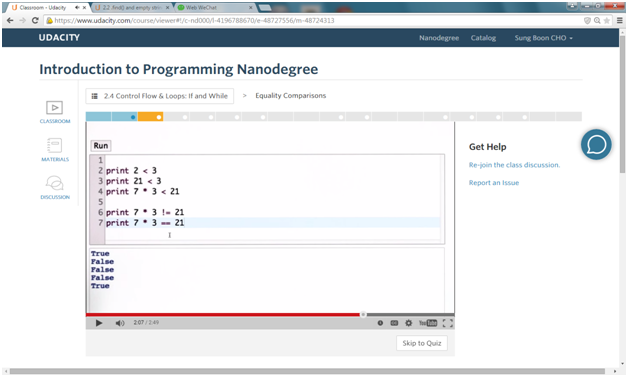 Classroom - Udacity
2.2 .find() and empty strin
Web WeChat
https://www.udacity.com/course/viewer#!/c-nd000/l-4196788670/e-48727556/m-48724313
UDACITY
Nanodegree Catalog Sung Boon CHO
Introduction to Programming Nanodegree
2.4 Control Flow & Loops: If and While > Equality Comparisons
CLASSROOM
MATERIALS
DISCUSSION
Run
1
2 print 2 < 3
3 print 21 < 3
4 print 7 * 3 < 21
5
6 print 7 * 3 != 21
7 print 7 * 3 == 21
True
False
False
False
True
2:07 / 2:49
CC
YouTube
Skip to Quiz
Get Help
Re-join the class discussion.
Report an Issue